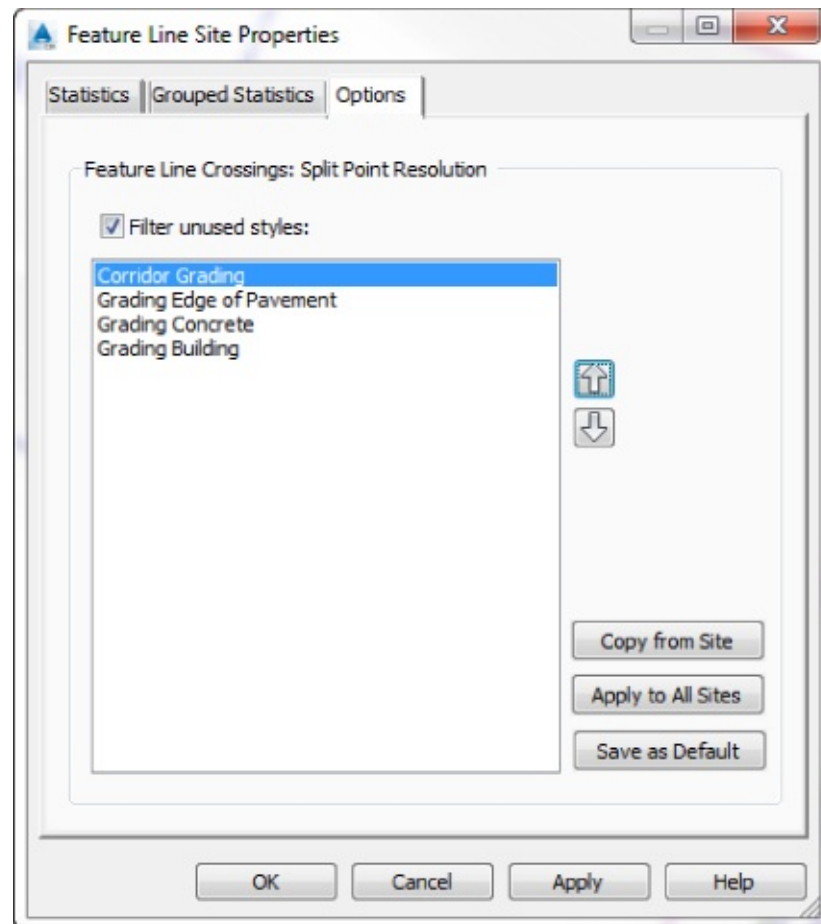 Feature Line Site Properties
Statistics Grouped Statistics Options
Feature Line Crossings: Split Point Resolution
Filter unused styles:
Corridor Grading
Grading Edge of Pavement
Grading Concrete
Grading Building
Copy from Site
Apply to All Sites
Save as Default
OK Cancel Apply Help